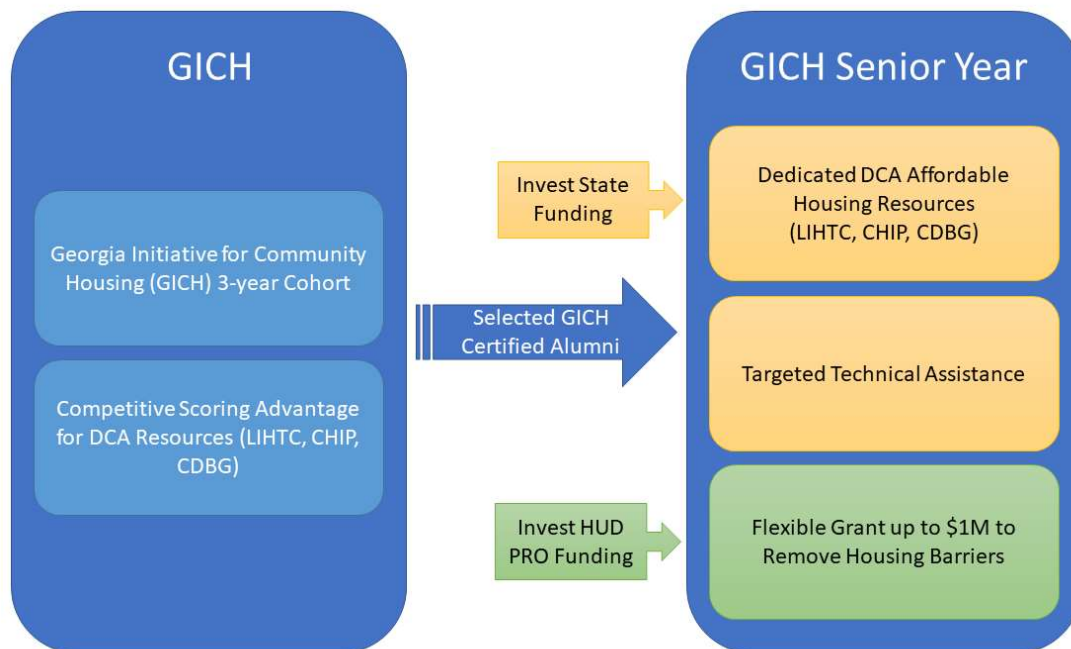 GICH
Georgia Initiative for Community
Housing (GICH) 3-year Cohort
Competitive Scoring Advantage
for DCA Resources (LIHTC, CHIP,
CDBG)
Selected GICH
Certified Alumni
Invest State
Funding
Invest HUD
PRO Funding
GICH Senior Year
Dedicated DCA Affordable
Housing Resources
(LIHTC, CHIP, CDBG)
Targeted Technical Assistance
Flexible Grant up to $1M to
Remove Housing Barriers